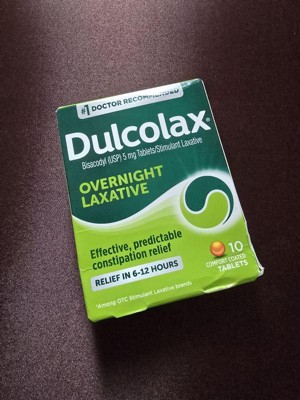 #1 DOCTOR RECOMMENDED*
Dulcolax®
Bisacodyl (USP) 5 mg Tablets/Stimulant Laxative
OVERNIGHT
LAXATIVE
Effective, predictable
constipation relief
RELIEF IN 6-12 HOURS
10
COMFORT COATED
TABLETS
*Among OTC Stimulant Laxative brands